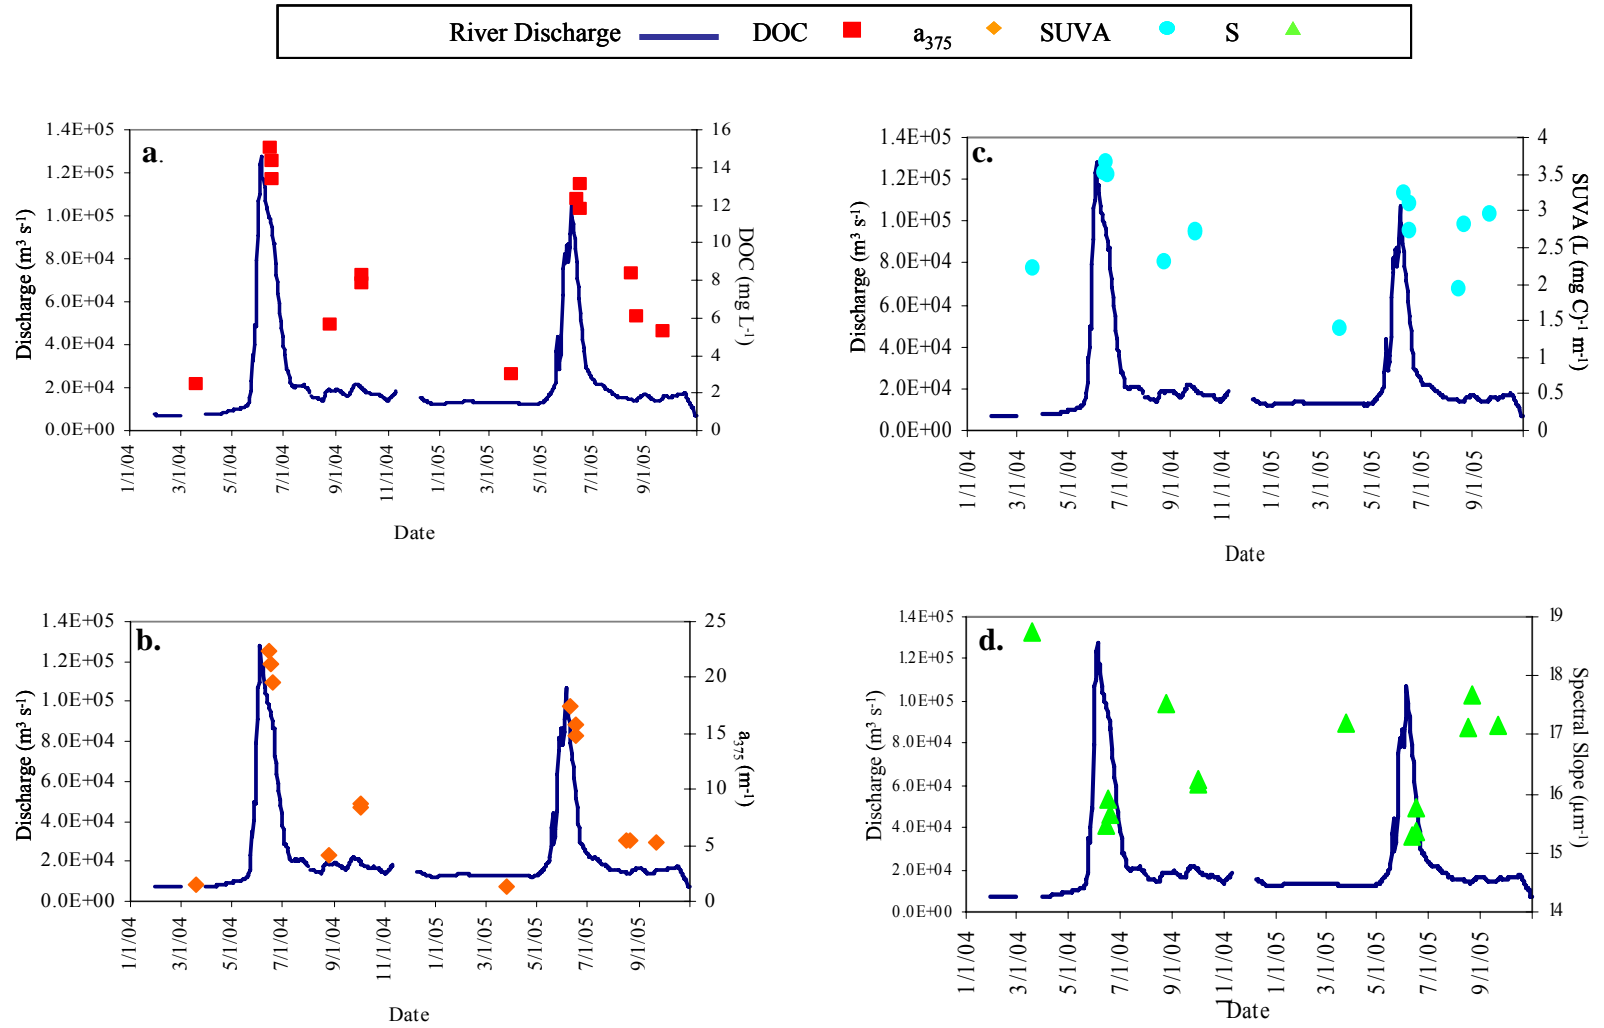 River Discharge DOC a375 SUVA S
a.
1.4E+05
1.2E+05
1.0E+05
8.0E+04
6.0E+04
4.0E+04
2.0E+04
0.0E+00
Discharge (m³ s⁻¹)
16
14
12
10
8
6
4
2
0
DOC (mg L⁻¹)
1/1/04 3/1/04 5/1/04 7/1/04 9/1/04 11/1/04 1/1/05 3/1/05 5/1/05 7/1/05 9/1/05
Date
c.
1.4E+05
1.2E+05
1.0E+05
8.0E+04
6.0E+04
4.0E+04
2.0E+04
0.0E+00
Discharge (m³ s⁻¹)
4
3.5
3
2.5
2
1.5
1
0.5
0
SUVA (L (mg C)⁻¹ m⁻¹)
1/1/04 3/1/04 5/1/04 7/1/04 9/1/04 11/1/04 1/1/05 3/1/05 5/1/05 7/1/05 9/1/05
Date
b.
1.4E+05
1.2E+05
1.0E+05
8.0E+04
6.0E+04
4.0E+04
2.0E+04
0.0E+00
Discharge (m³ s⁻¹)
25
20
15
10
5
0
a375 (m⁻¹)
1/1/04 3/1/04 5/1/04 7/1/04 9/1/04 11/1/04 1/1/05 3/1/05 5/1/05 7/1/05 9/1/05
Date
d.
1.4E+05
1.2E+05
1.0E+05
8.0E+04
6.0E+04
4.0E+04
2.0E+04
0.0E+00
Discharge (m³ s⁻¹)
19
18
17
16
15
14
Spectral Slope (μm⁻¹)
1/1/04 3/1/04 5/1/04 7/1/04 9/1/04 11/1/04 1/1/05 3/1/05 5/1/05 7/1/05 9/1/05
Date